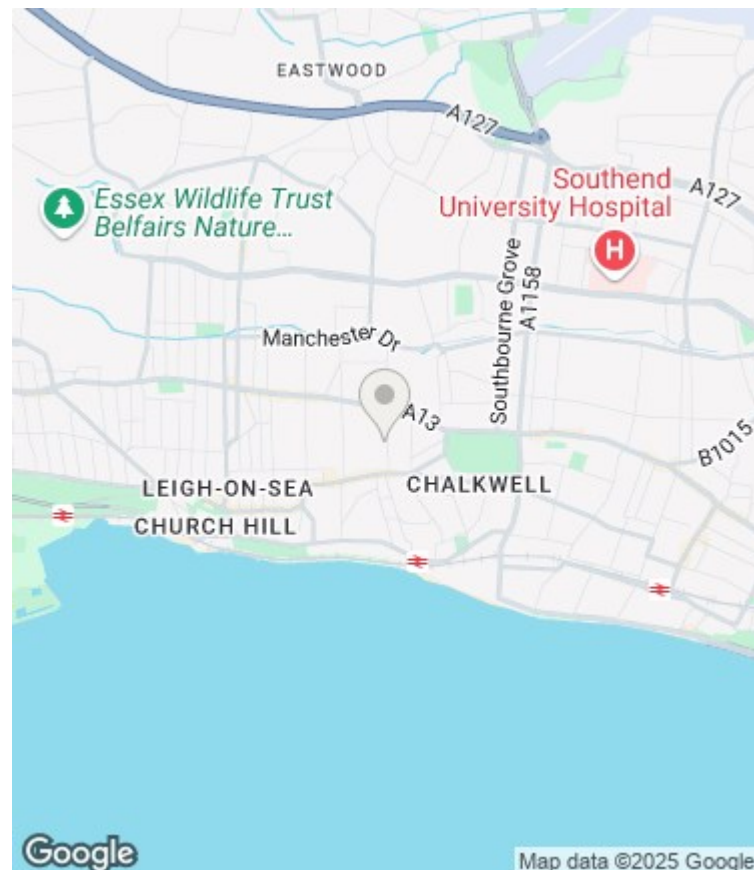 EASTWOOD
A127
Southend
University Hospital
A127
H
Essex Wildlife Trust
Belfairs Nature...
Southbourne Grove
A1158
Manchester Dr
A13
B1015
LEIGH-ON-SEA
CHALKWELL
CHURCH HILL
Google
Map data ©2025 Google